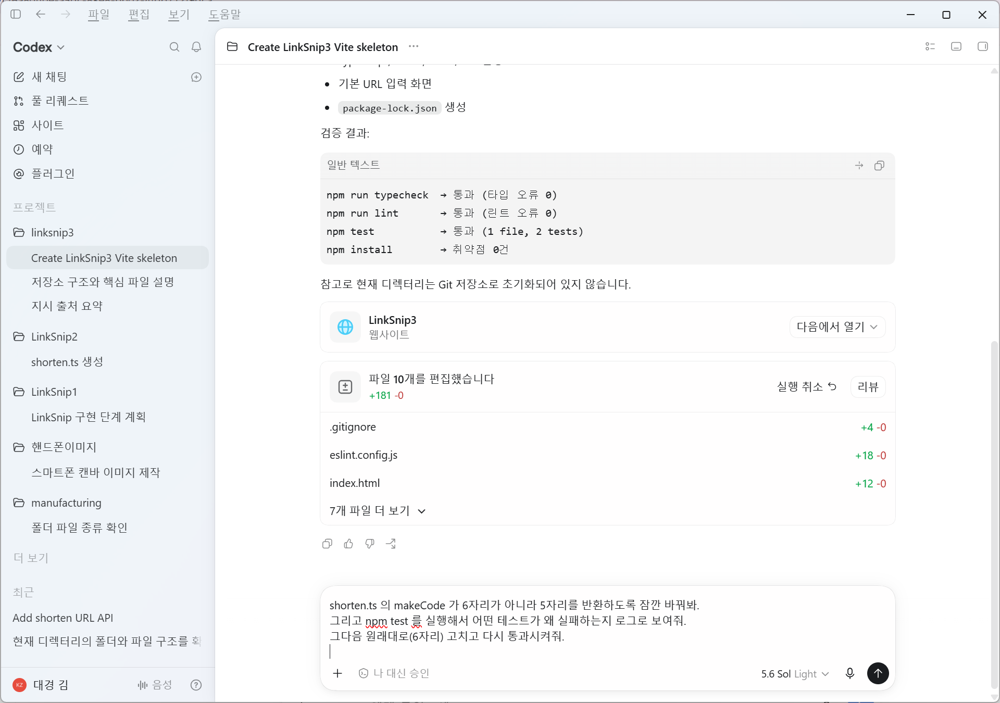 파일 편집 보기 도움말
Codex
새 채팅
풀 리퀘스트
사이트
예약
플러그인
프로젝트
linksnip3
Create LinkSnip3 Vite skeleton
저장소 구조와 핵심 파일 설명
지시 출처 요약
LinkSnip2
shorten.ts 생성
LinkSnip1
LinkSnip 구현 단계 계획
핸드폰이미지
스마트폰 캔바 이미지 제작
manufacturing
폴더 파일 종류 확인
더 보기
최근
Add shorten URL API
현재 디렉터리의 폴더와 파일 구조를 확
KZ 대경 김 음성
Create LinkSnip3 Vite skeleton
기본 URL 입력 화면
package-lock.json 생성
검증 결과:
일반 텍스트
npm run typecheck → 통과 (타입 오류 0)
npm run lint → 통과 (린트 오류 0)
npm test → 통과 (1 file, 2 tests)
npm install → 취약점 0건
참고로 현재 디렉터리는 Git 저장소로 초기화되어 있지 않습니다.
LinkSnip3
웹사이트
다음에서 열기
파일 10개를 편집했습니다
+181 -0
실행 취소
리뷰
.gitignore +4 -0
eslint.config.js +18 -0
index.html +12 -0
7개 파일 더 보기
shorten.ts 의 makeCode 가 6자리가 아니라 5자리를 반환하도록 잠깐 바꿔봐.
그리고 npm test 를 실행해서 어떤 테스트가 왜 실패하는지 로그로 보여줘.
그다음 원래대로(6자리) 고치고 다시 통과시켜줘.
나 대신 승인
5.6 Sol Light